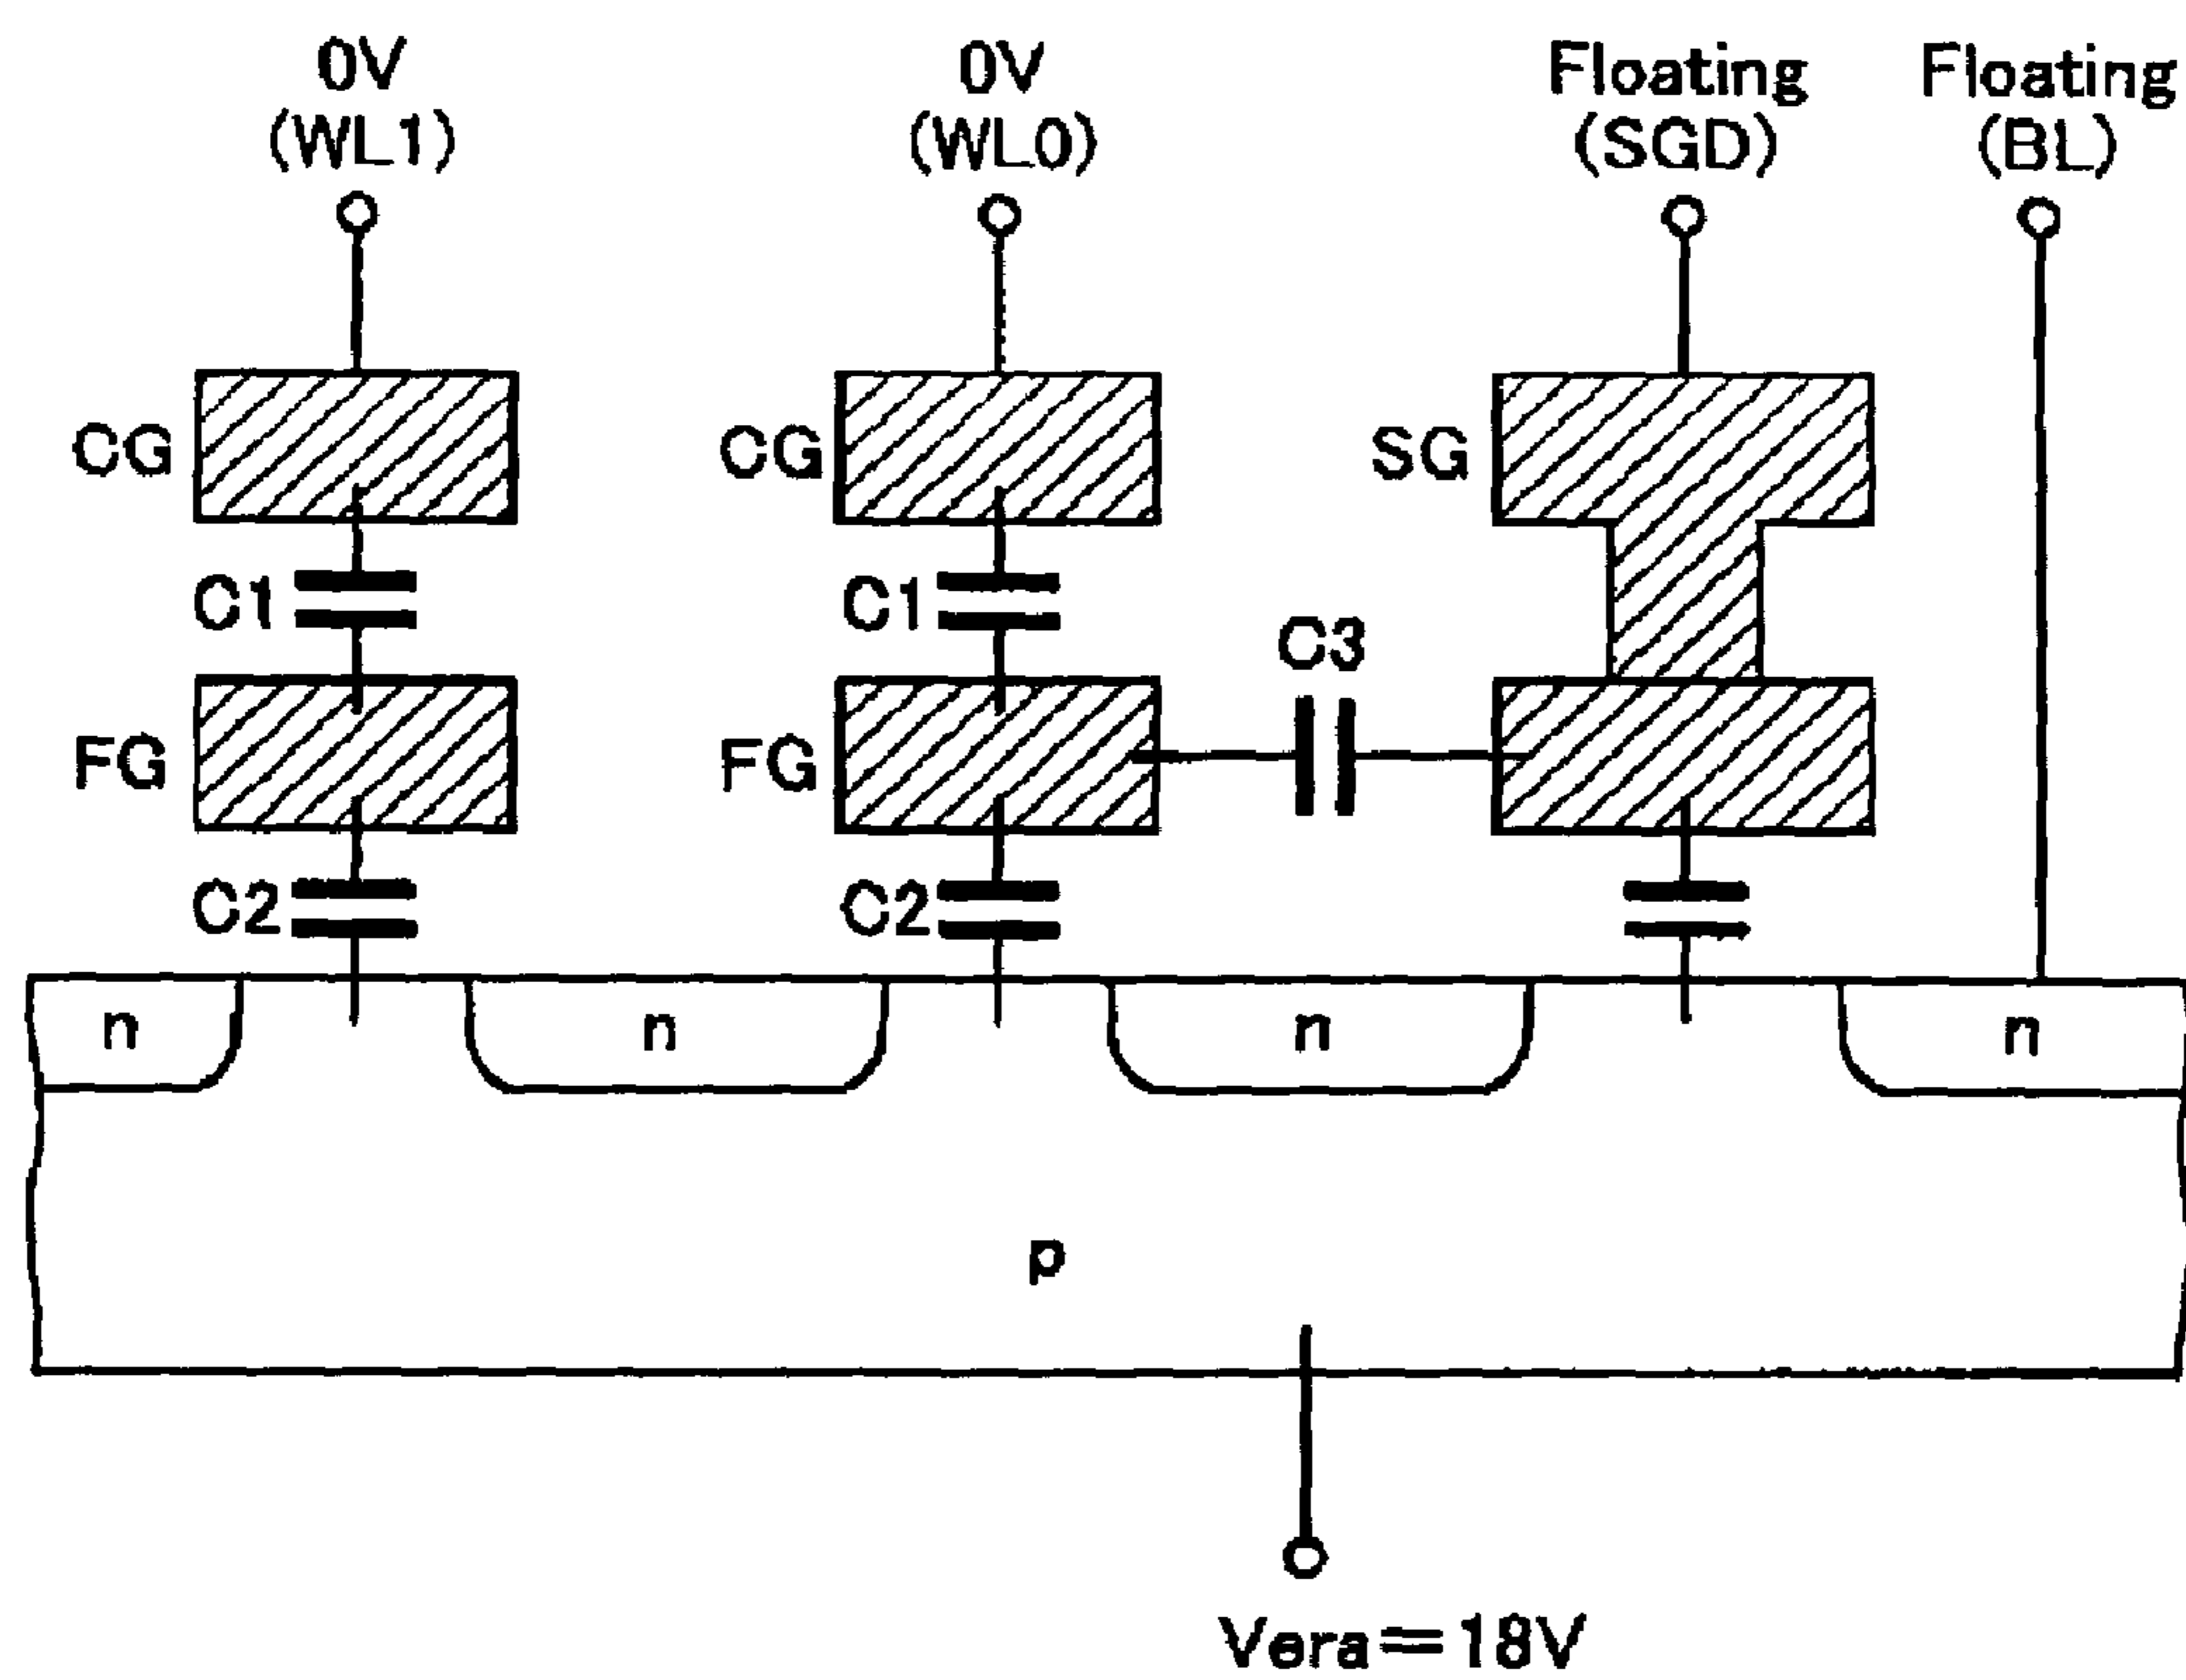 0V 0V Floating Floating
(WL1) (WL0) (SGD) (BL)
CG CG SG
C1 C1 C3
FG FG
C2 C2
n n n n
p
Vera=18V